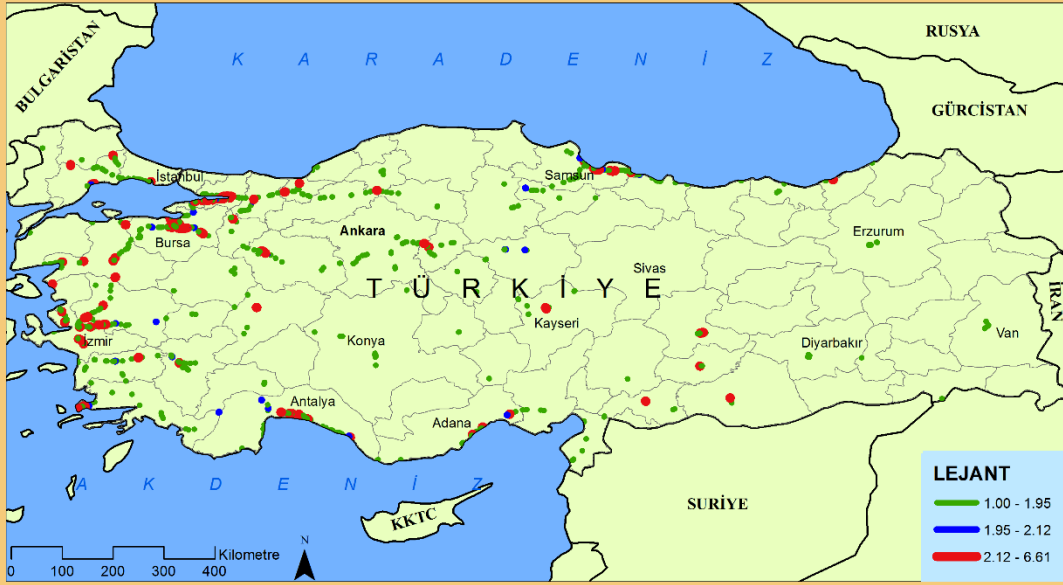 RUSYA
BULGARİSTAN
K A R A D E N İ Z
GÜRCİSTAN
İstanbul
Samsun
Bursa
Ankara
Erzurum
Sivas
T Ü R K İ Y E
İRAN
Kayseri
Van
İzmir
Konya
Diyarbakır
Antalya
Adana
A K D E N İ Z
SURİYE
KKTC
LEJANT
1.00 - 1.95
1.95 - 2.12
2.12 - 6.61
N
Kilometre
0 100 200 300 400